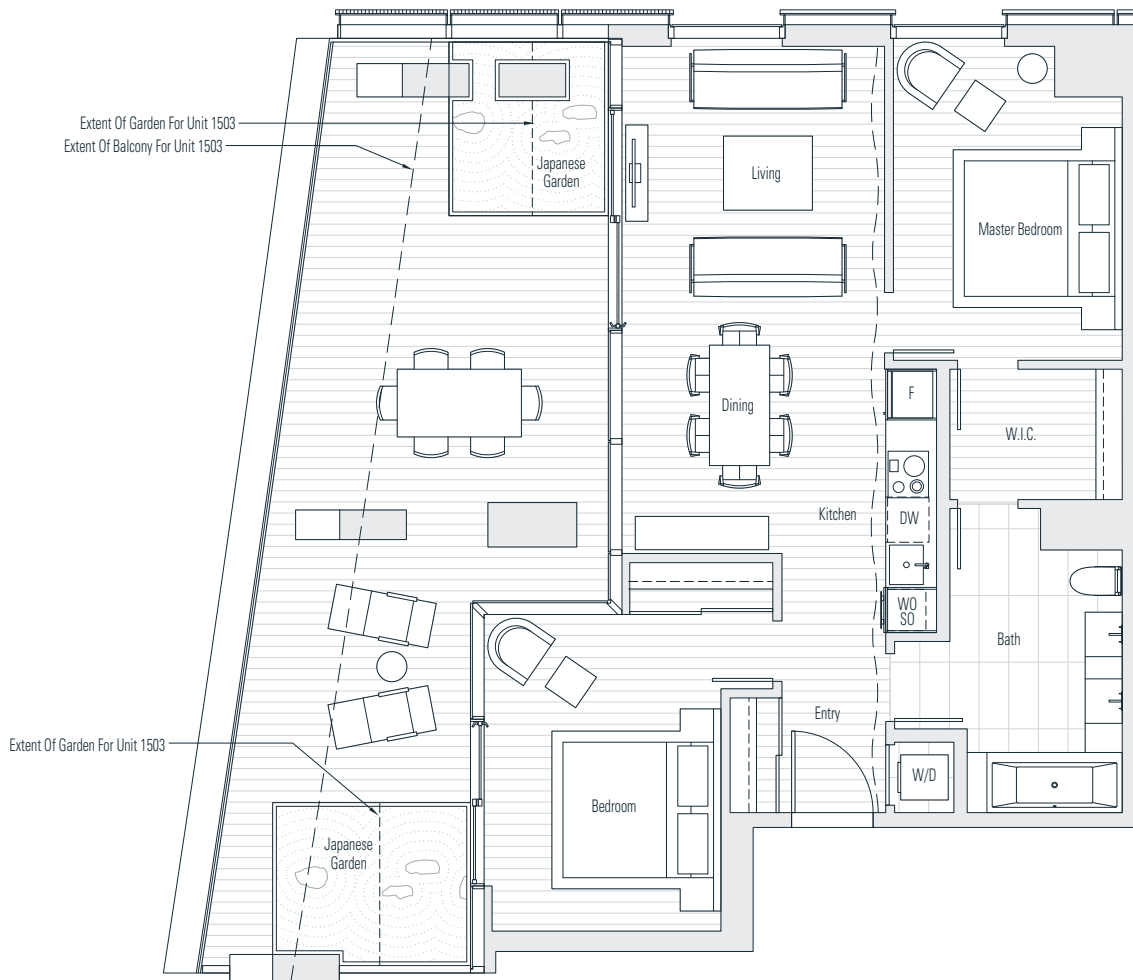 Extent Of Garden For Unit 1503
Extent Of Balcony For Unit 1503
Japanese
Garden
Living
Master Bedroom
Dining
F
W.I.C.
Kitchen
DW
WO
SO
Bath
Entry
Extent Of Garden For Unit 1503
W/D
Bedroom
Japanese
Garden